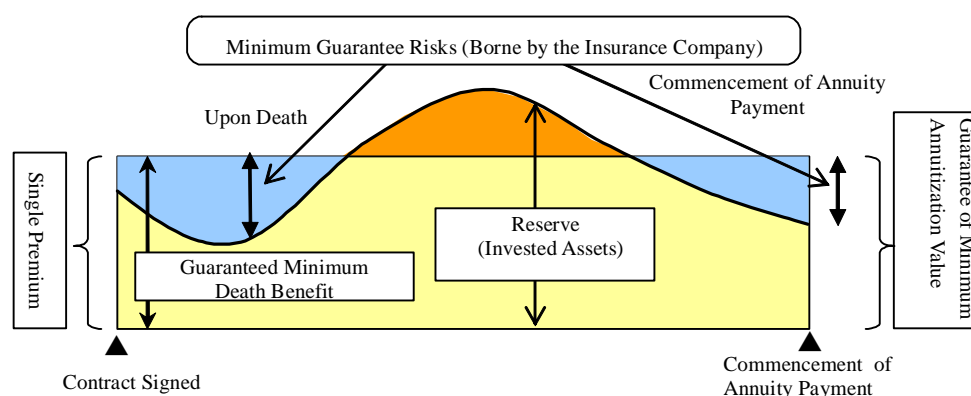 Minimum Guarantee Risks (Borne by the Insurance Company)
Commencement of Annuity
Payment
Upon Death
Single Premium
Guarantee of Minimum
Annuitization Value
Reserve
(Invested Assets)
Guaranteed Minimum
Death Benefit
Contract Signed
Commencement of
Annuity Payment